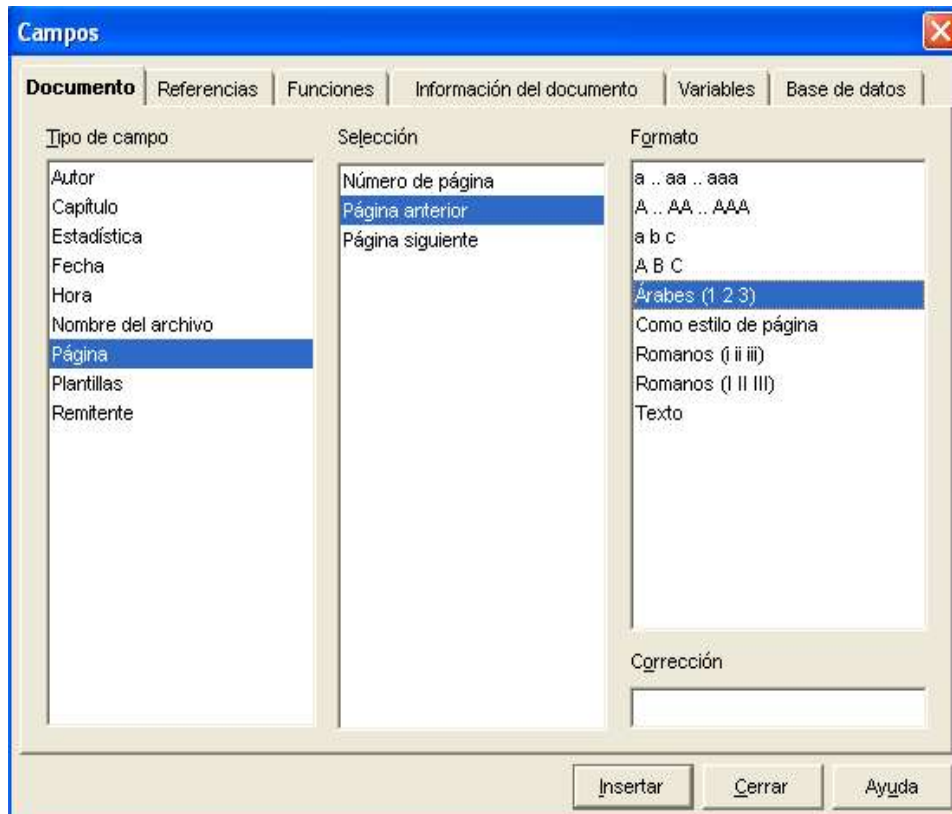 Campos
Documento Referencias Funciones Información del documento Variables Base de datos
Tipo de campo
Autor
Capítulo
Estadística
Fecha
Hora
Nombre del archivo
Página
Plantillas
Remitente
Selección
Número de página
Página anterior
Página siguiente
Formato
a .. aa .. aaa
A .. AA .. AAA
a b c
A B C
Árabes (1 2 3)
Como estilo de página
Romanos (i ii iii)
Romanos (I II III)
Texto
Corrección
Insertar Cerrar Ayuda